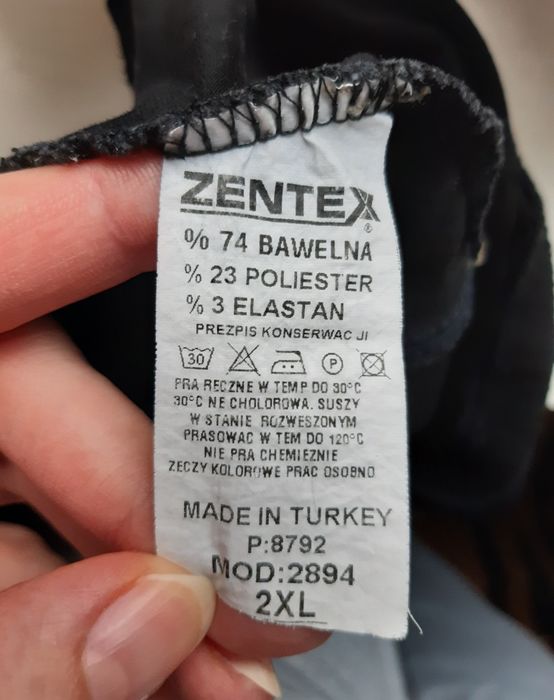 ZENTEX
®
% 74 BAWELNA
% 23 POLIESTER
% 3 ELASTAN
PREZPIS KONSERWAC JI
30 P
PRA RECZNE W TEMP DO 30°C
30°C NE CHOLOROWA. SUSZY
W STANIE ROZWESZONYM
PRASOWAC W TEM DO 120°C
NIE PRA CHEMIEZNIE
ZECZY KOLOROWE PRAC OSOBNO
MADE IN TURKEY
P:8792
MOD:2894
2XL